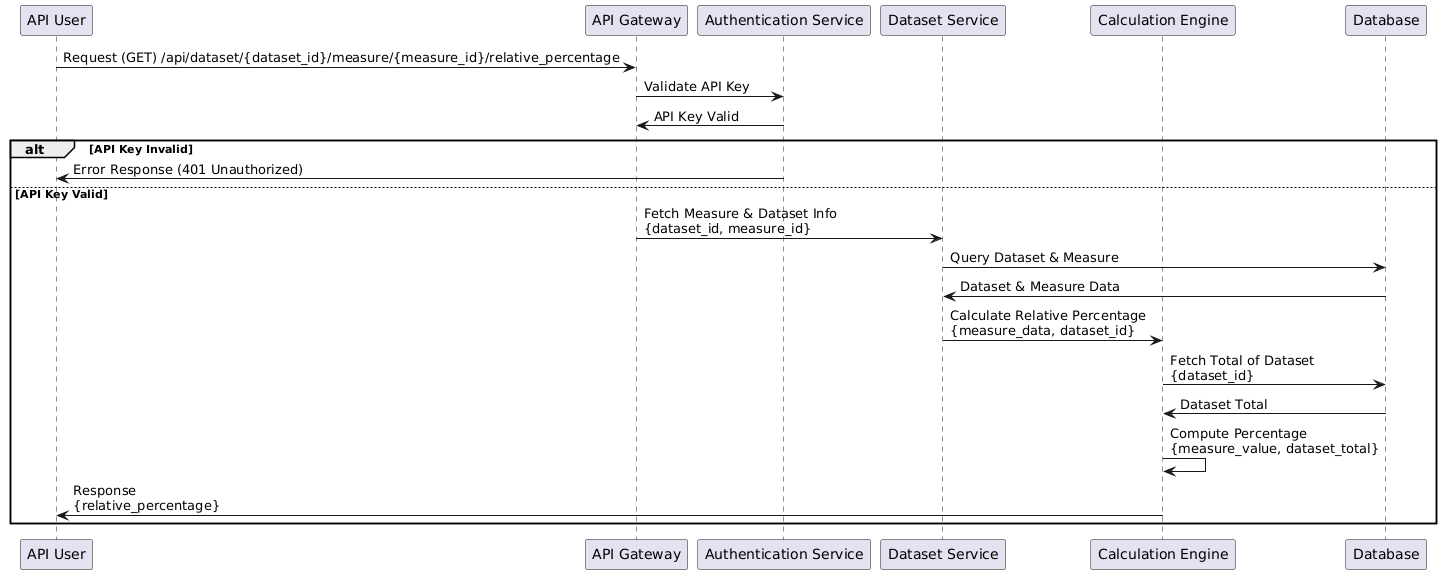 API User
API Gateway
Authentication Service
Dataset Service
Calculation Engine
Database
Request (GET) /api/dataset/{dataset_id}/measure/{measure_id}/relative_percentage
Validate API Key
API Key Valid
alt
[API Key Invalid]
Error Response (401 Unauthorized)
[API Key Valid]
Fetch Measure & Dataset Info
{dataset_id, measure_id}
Query Dataset & Measure
Dataset & Measure Data
Calculate Relative Percentage
{measure_data, dataset_id}
Fetch Total of Dataset
{dataset_id}
Dataset Total
Compute Percentage
{measure_value, dataset_total}
Response
{relative_percentage}
API User
API Gateway
Authentication Service
Dataset Service
Calculation Engine
Database